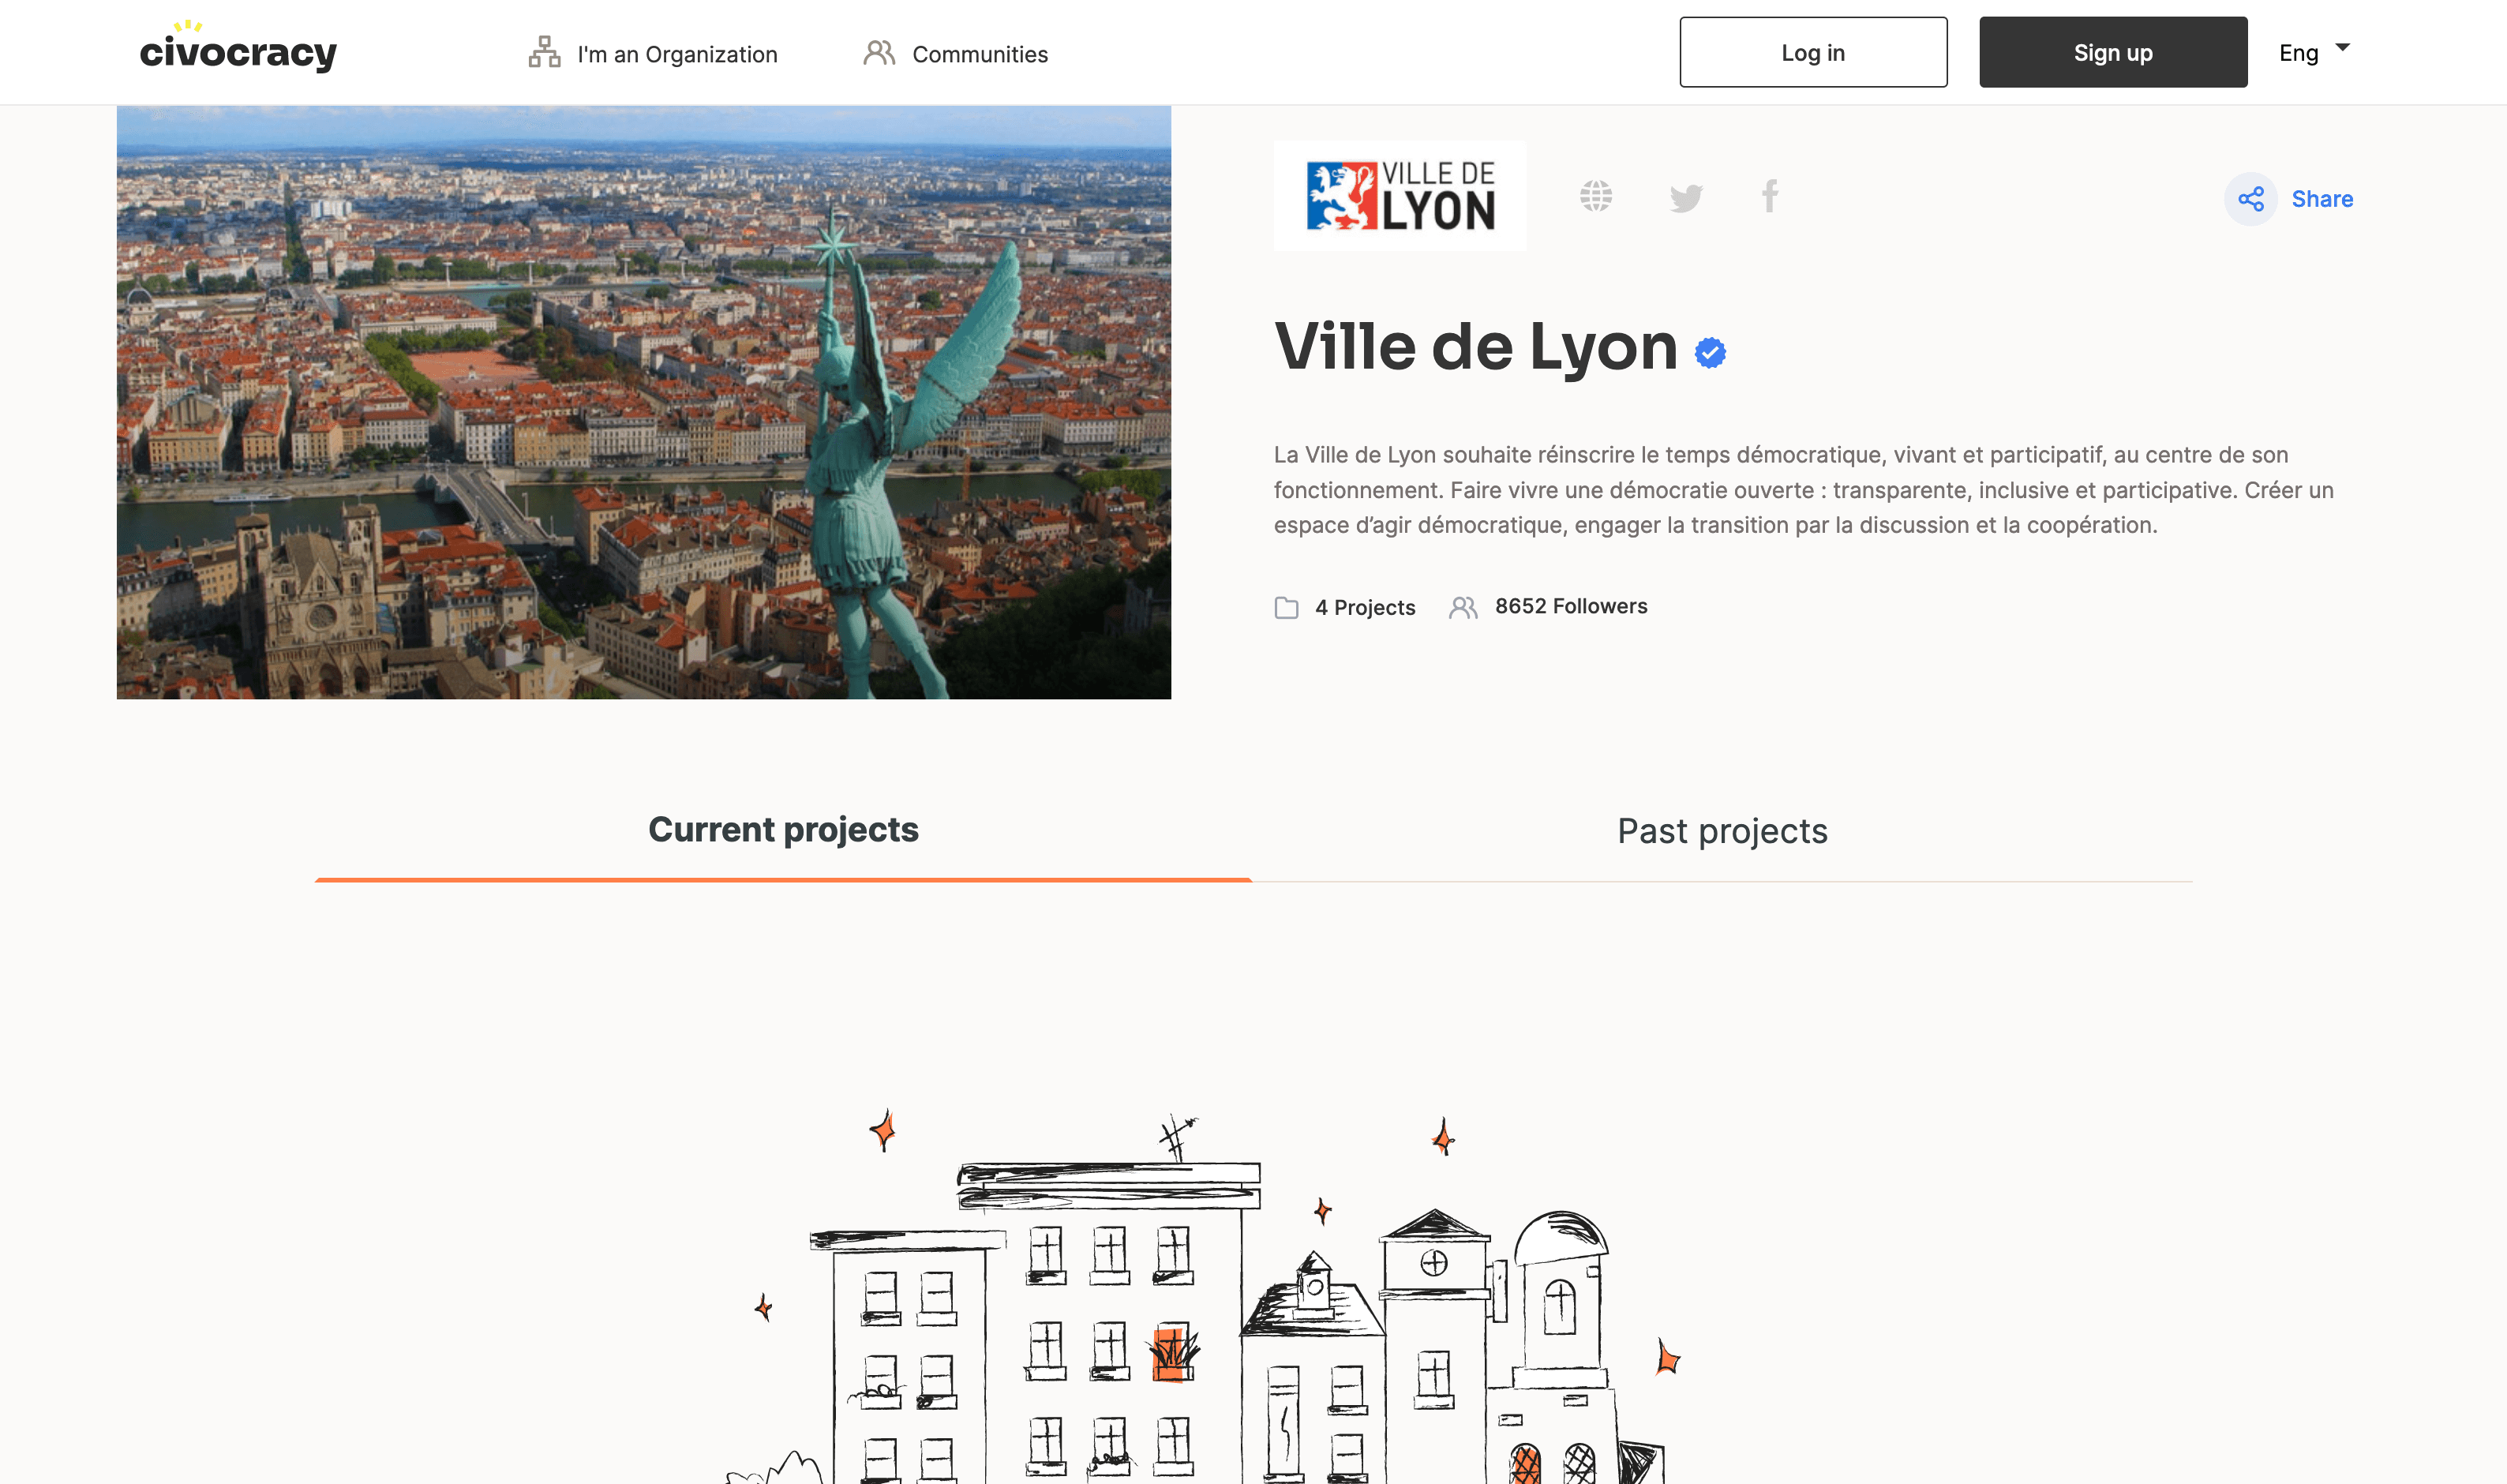 civocracy
I'm an Organization
Communities
Log in
Sign up
Eng
VILLE DE
LYON
Share
Ville de Lyon
La Ville de Lyon souhaite réinscrire le temps démocratique, vivant et participatif, au centre de son
fonctionnement. Faire vivre une démocratie ouverte : transparente, inclusive et participative. Créer un
espace d’agir démocratique, engager la transition par la discussion et la coopération.
4 Projects
8652 Followers
Current projects
Past projects